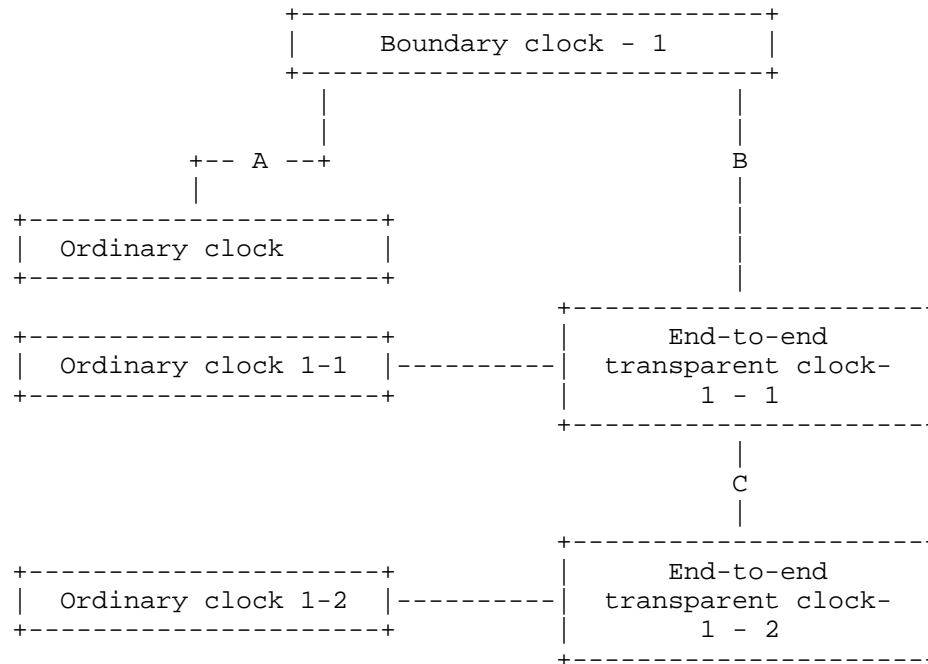 Boundary clock - 1
A
B
Ordinary clock
End-to-end
Ordinary clock 1-1
transparent clock-
1 - 1
C
End-to-end
Ordinary clock 1-2
transparent clock-
1 - 2